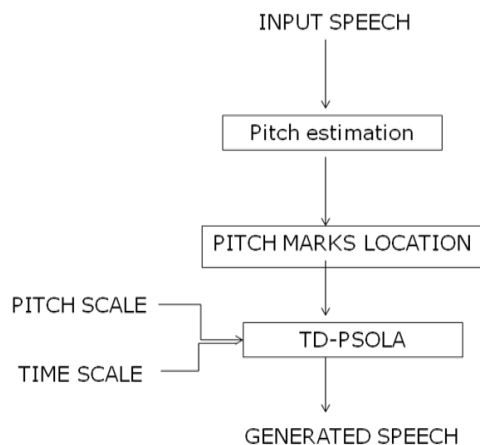 INPUT SPEECH
Pitch estimation
PITCH MARKS LOCATION
PITCH SCALE
TD-PSOLA
TIME SCALE
GENERATED SPEECH